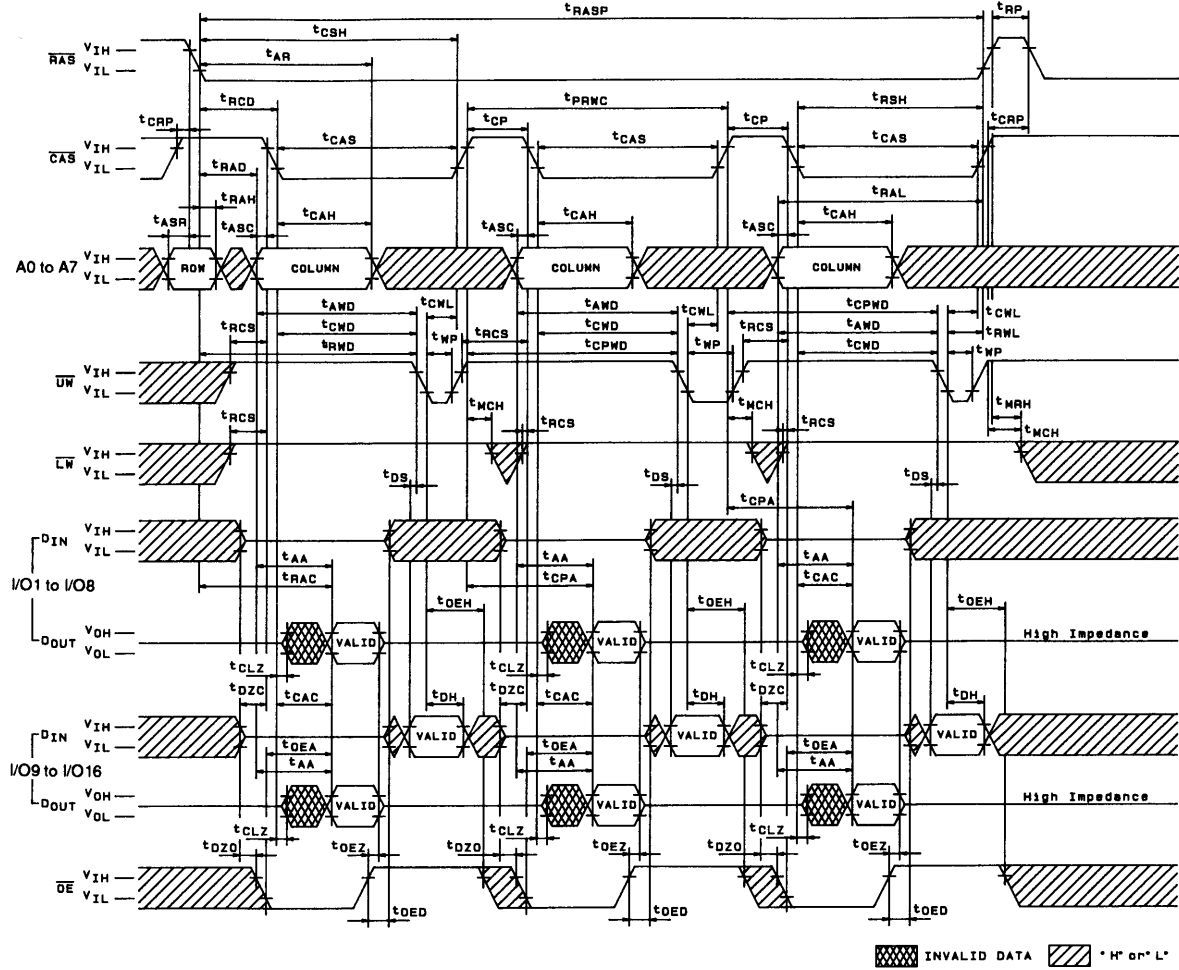 tRASP
tRP
tCSH
tAR
RAS VIH
VIL
tRCD
tPRWC
tRSH
tCRP
tCP
tCP
tCRP
CAS VIH
VIL
tCAS
tCAS
tCAS
tRAD
tRAL
tRAH
tCAH
tCAH
tCAH
tASR
tASC
tASC
tASC
A0 to A7 VIH
VIL
ROW
COLUMN
COLUMN
COLUMN
tAWD
tCWL
tAWD
tCWL
tCPWD
tCWL
tRCS
tCWD
tRCS
tCWD
tRCS
tAWD
tRWL
tRWD
tWP
tCPWD
tWP
tCWD
tWP
UW VIH
VIL
tRCS
tMCH
tRCS
tMCH
tRCS
tMRH
tMCH
LW VIH
VIL
tDS
tDS
tDS
tCPA
DIN VIH
VIL
I/O1 to I/O8
tAA
tAA
tAA
tRAC
tCPA
tCAC
tOEH
tOEH
tOEH
DOUT VOH
VOL
VALID
VALID
VALID
High Impedance
tCLZ
tCLZ
tCLZ
tDZC
tCAC
tDH
tDZC
tCAC
tDH
tDZC
tDH
DIN VIH
VIL
VALID
VALID
VALID
tOEA
tOEA
tOEA
I/O9 to I/O16
tAA
tAA
tAA
DOUT VOH
VOL
VALID
VALID
VALID
High Impedance
tCLZ
tCLZ
tCLZ
tDZO
tOEZ
tDZO
tOEZ
tDZO
tOEZ
OE VIH
VIL
tOED
tOED
tOED
INVALID DATA
"H" or "L"